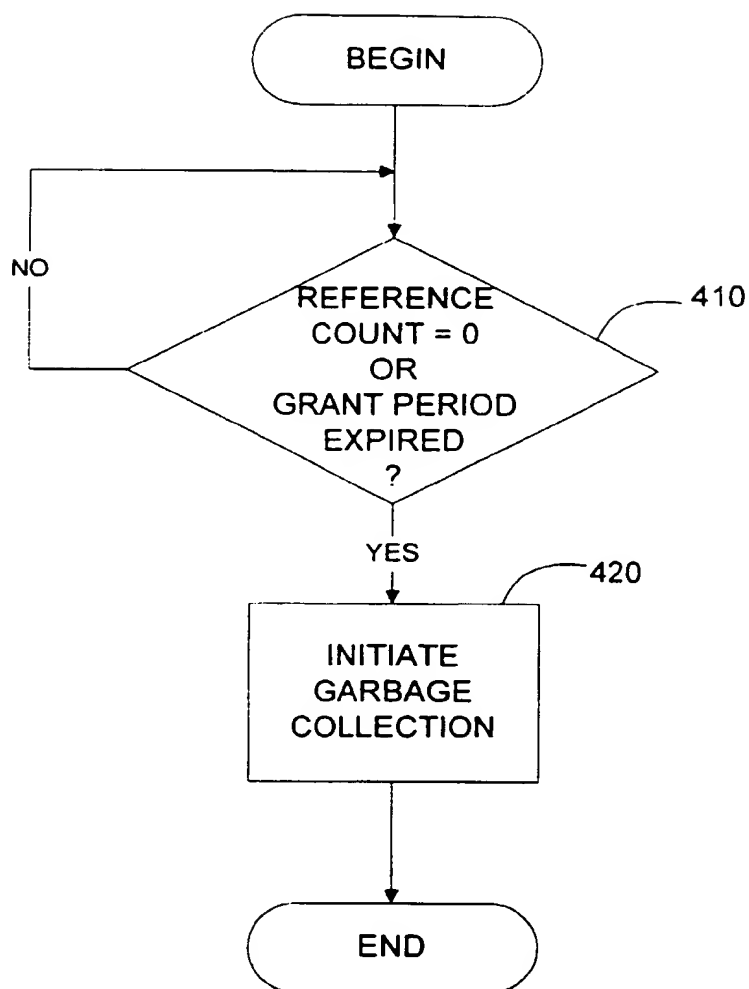 BEGIN
NO
REFERENCE
COUNT = 0
OR
GRANT PERIOD
EXPIRED
?
410
YES
420
INITIATE
GARBAGE
COLLECTION
END